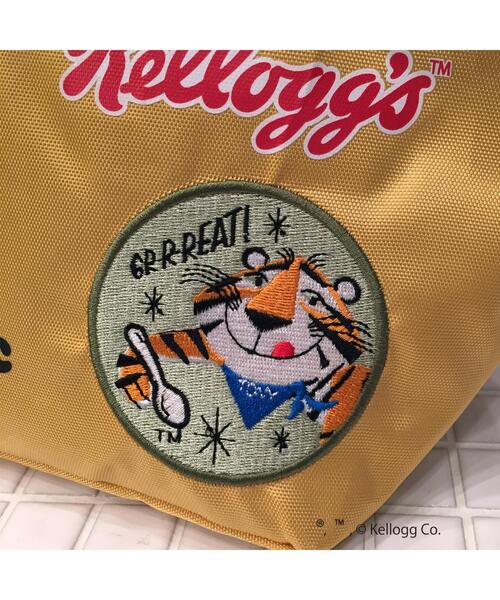 Kellogg's™
GR-R-REAT!
TONY
TM
®, ™, © Kellogg Co.